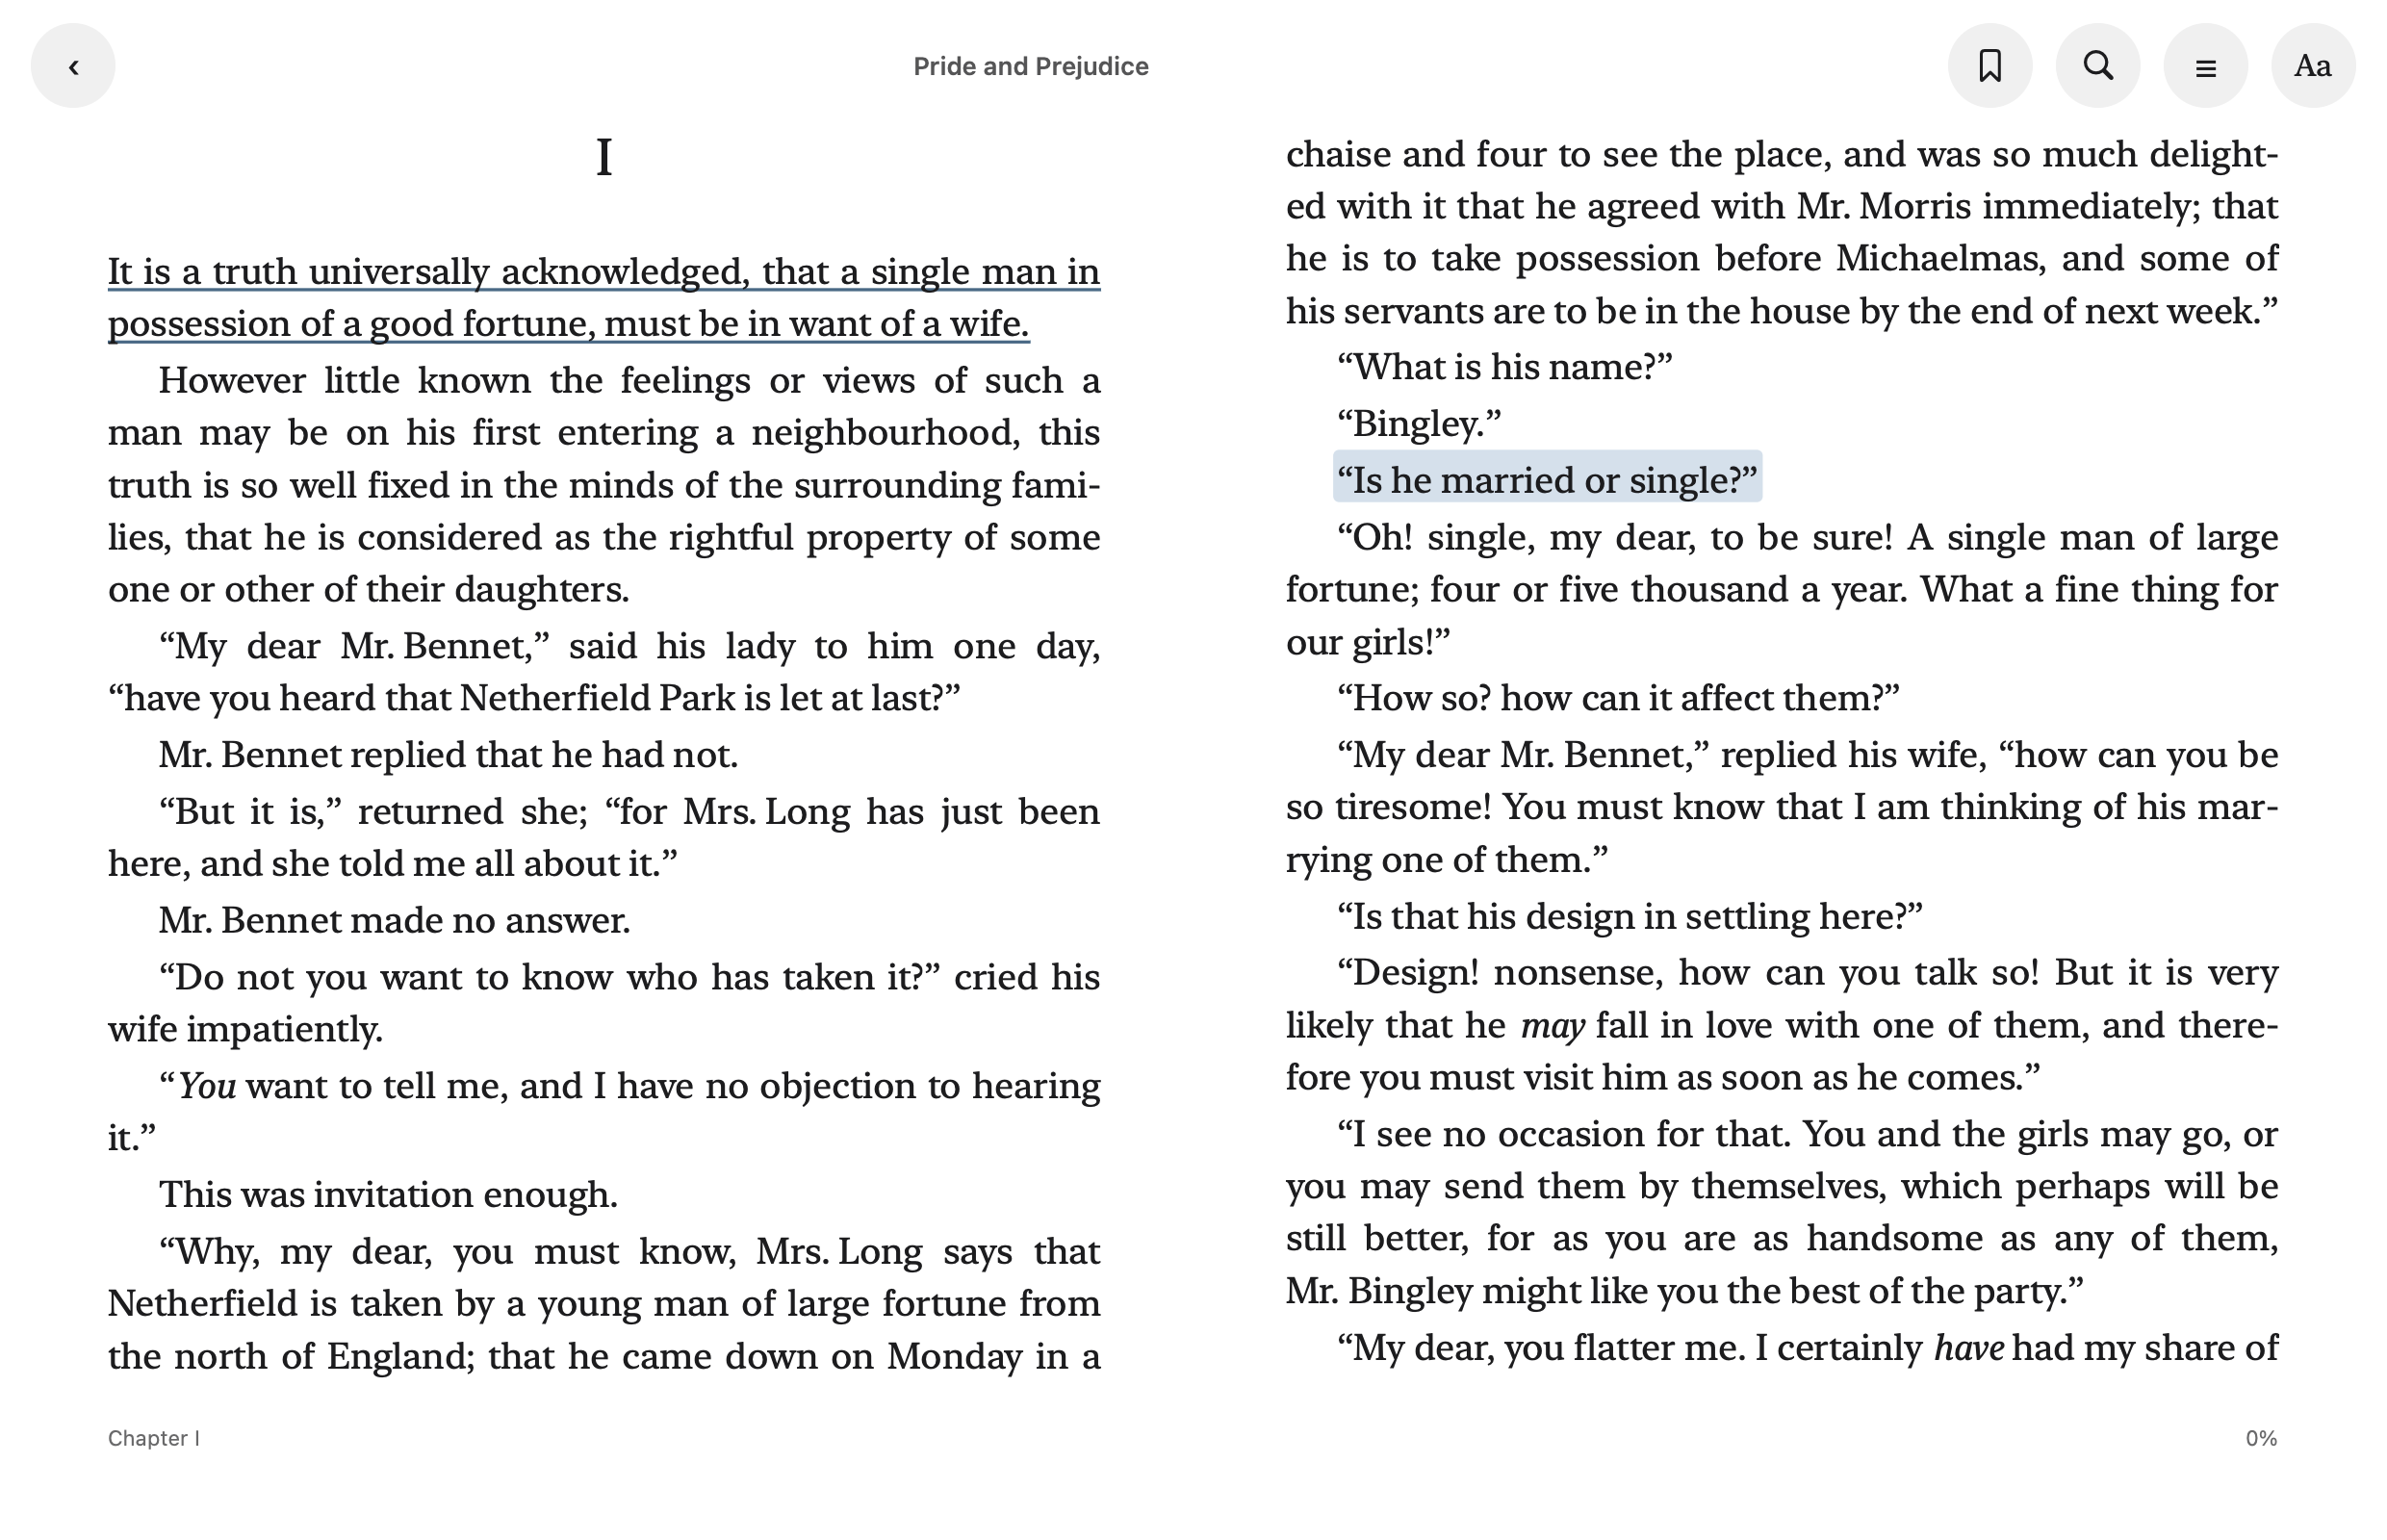 ‹
Pride and Prejudice
Aa
I
It is a truth universally acknowledged, that a single man in
possession of a good fortune, must be in want of a wife.
However little known the feelings or views of such a
man may be on his first entering a neighbourhood, this
truth is so well fixed in the minds of the surrounding fami-
lies, that he is considered as the rightful property of some
one or other of their daughters.
“My dear Mr. Bennet,” said his lady to him one day,
“have you heard that Netherfield Park is let at last?”
Mr. Bennet replied that he had not.
“But it is,” returned she; “for Mrs. Long has just been
here, and she told me all about it.”
Mr. Bennet made no answer.
“Do not you want to know who has taken it?” cried his
wife impatiently.
“You want to tell me, and I have no objection to hearing
it.”
This was invitation enough.
“Why, my dear, you must know, Mrs. Long says that
Netherfield is taken by a young man of large fortune from
the north of England; that he came down on Monday in a
chaise and four to see the place, and was so much delight-
ed with it that he agreed with Mr. Morris immediately; that
he is to take possession before Michaelmas, and some of
his servants are to be in the house by the end of next week.”
“What is his name?”
“Bingley.”
“Is he married or single?”
“Oh! single, my dear, to be sure! A single man of large
fortune; four or five thousand a year. What a fine thing for
our girls!”
“How so? how can it affect them?”
“My dear Mr. Bennet,” replied his wife, “how can you be
so tiresome! You must know that I am thinking of his mar-
rying one of them.”
“Is that his design in settling here?”
“Design! nonsense, how can you talk so! But it is very
likely that he may fall in love with one of them, and there-
fore you must visit him as soon as he comes.”
“I see no occasion for that. You and the girls may go, or
you may send them by themselves, which perhaps will be
still better, for as you are as handsome as any of them,
Mr. Bingley might like you the best of the party.”
“My dear, you flatter me. I certainly have had my share of
Chapter I
0%